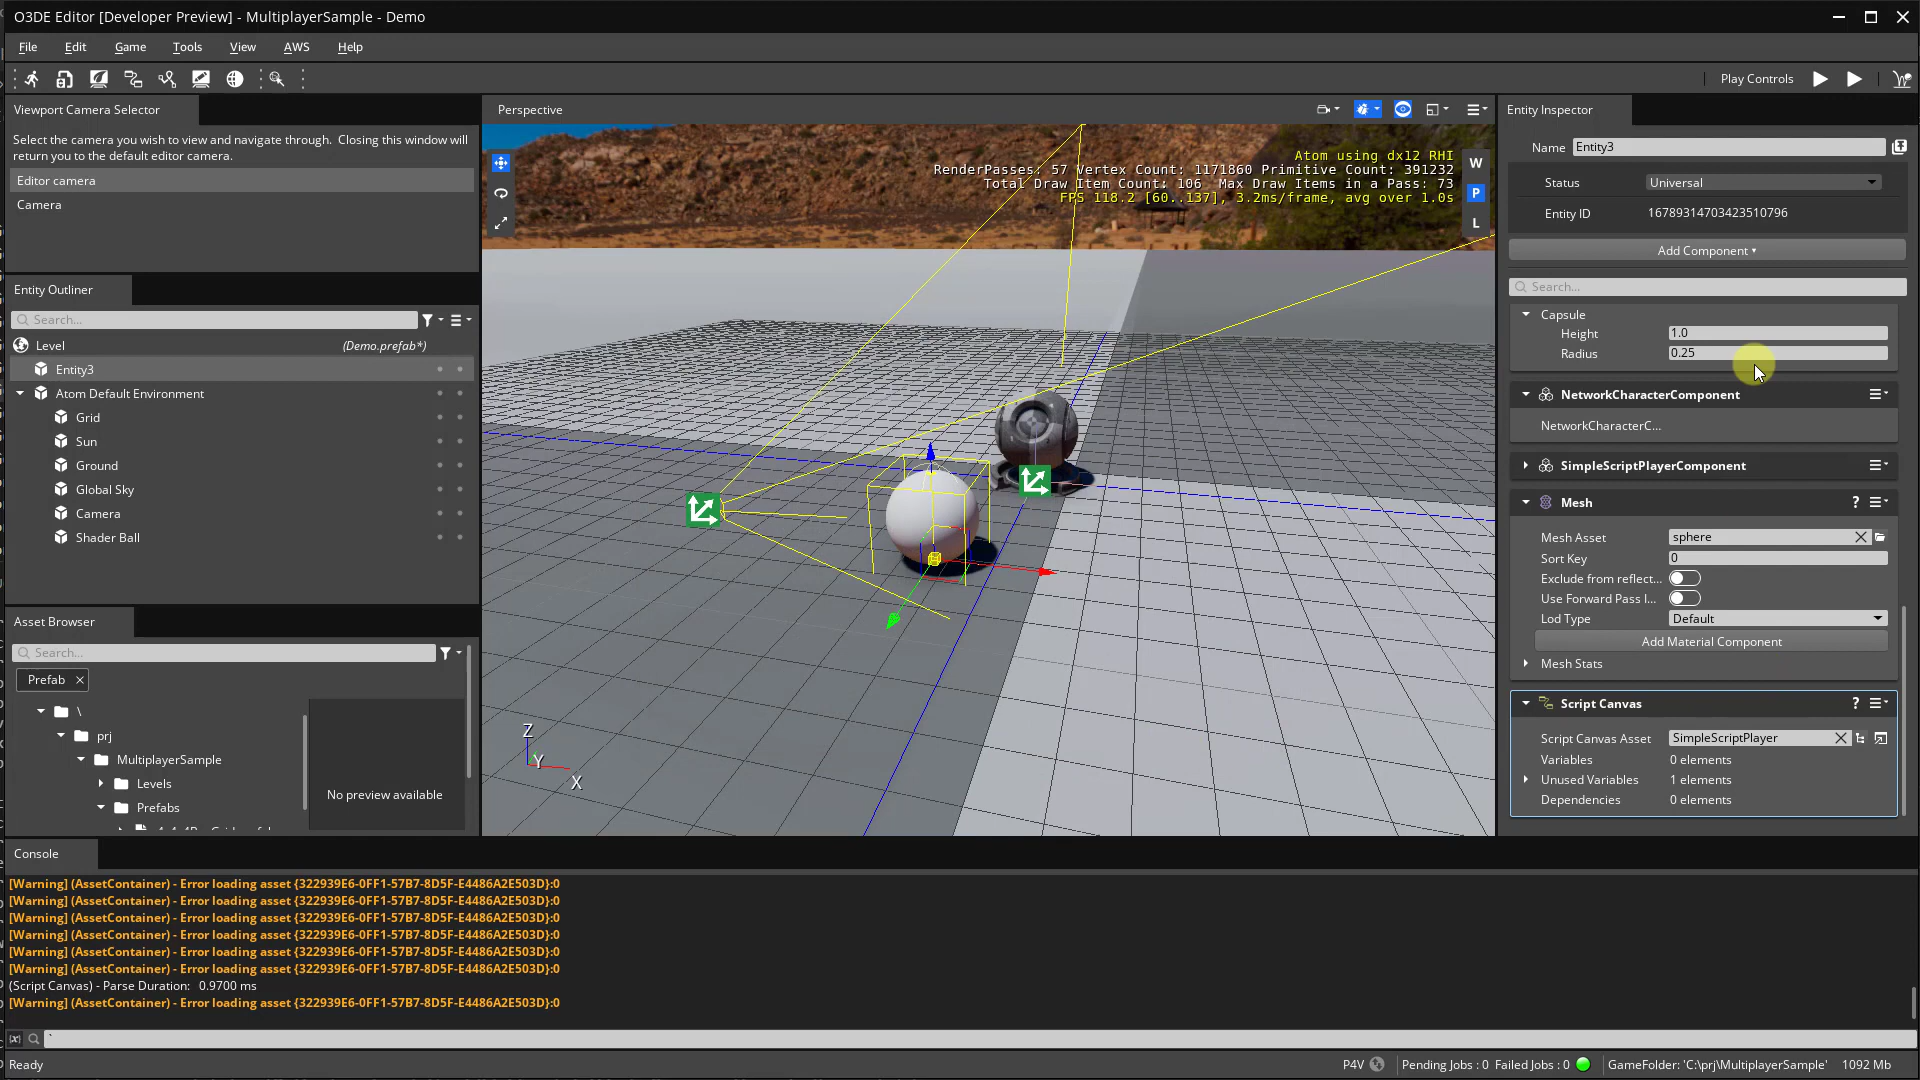 O3DE Editor [Developer Preview] - MultiplayerSample - Demo
File Edit Game Tools View AWS Help
Play Controls
Viewport Camera Selector
Select the camera you wish to view and navigate through. Closing this window will
return you to the default editor camera.
Editor camera
Camera
Entity Outliner
Search...
Level (Demo.prefab*)
Entity3
Atom Default Environment
Grid
Sun
Ground
Global Sky
Camera
Shader Ball
Asset Browser
Search...
Prefab
\
prj
MultiplayerSample
Levels
Prefabs
No preview available
Perspective
Atom using dx12 RHI
RenderPasses: 57 Vertex Count: 1171860 Primitive Count: 391232
Total Draw Item Count: 106 Max Draw Items in a Pass: 73
FPS 118.2 [60..137], 3.2ms/frame, avg over 1.0s
W
P
L
Z
Y
X
Entity Inspector
Name Entity3
Status Universal
Entity ID 16789314703423510796
Add Component
Search...
Capsule
Height 1.0
Radius 0.25
NetworkCharacterComponent
NetworkCharacterC...
SimpleScriptPlayerComponent
Mesh ?
Mesh Asset sphere
Sort Key 0
Exclude from reflect...
Use Forward Pass I...
Lod Type Default
Add Material Component
Mesh Stats
Script Canvas ?
Script Canvas Asset SimpleScriptPlayer
Variables 0 elements
Unused Variables 1 elements
Dependencies 0 elements
Console
[Warning] (AssetContainer) - Error loading asset {322939E6-0FF1-57B7-8D5F-E4486A2E503D}:0
[Warning] (AssetContainer) - Error loading asset {322939E6-0FF1-57B7-8D5F-E4486A2E503D}:0
[Warning] (AssetContainer) - Error loading asset {322939E6-0FF1-57B7-8D5F-E4486A2E503D}:0
[Warning] (AssetContainer) - Error loading asset {322939E6-0FF1-57B7-8D5F-E4486A2E503D}:0
[Warning] (AssetContainer) - Error loading asset {322939E6-0FF1-57B7-8D5F-E4486A2E503D}:0
[Warning] (AssetContainer) - Error loading asset {322939E6-0FF1-57B7-8D5F-E4486A2E503D}:0
(Script Canvas) - Parse Duration: 0.9700 ms
[Warning] (AssetContainer) - Error loading asset {322939E6-0FF1-57B7-8D5F-E4486A2E503D}:0
`
Ready
P4V Pending Jobs : 0 Failed Jobs : 0 GameFolder: 'C:\prj\MultiplayerSample' 1092 Mb